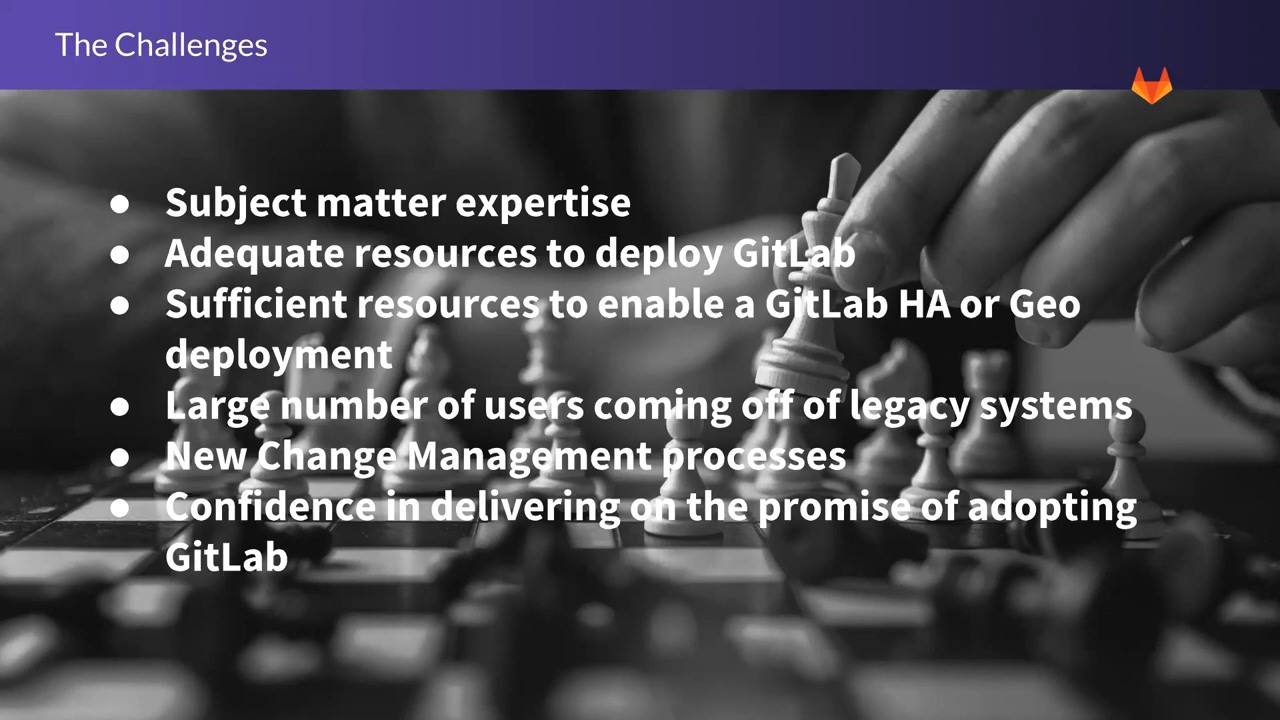 The Challenges
● Subject matter expertise
● Adequate resources to deploy GitLab
● Sufficient resources to enable a GitLab HA or Geo
deployment
● Large number of users coming off of legacy systems
● New Change Management processes
● Confidence in delivering on the promise of adopting
GitLab